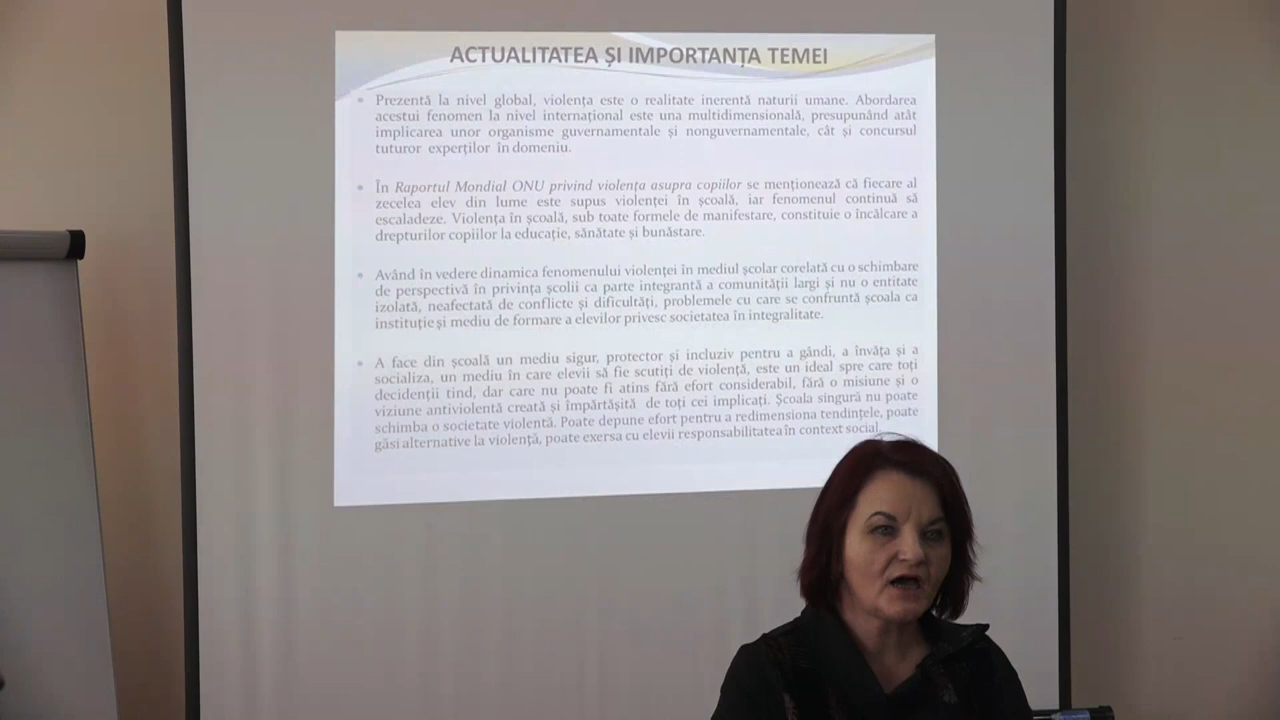 ACTUALITATEA ȘI IMPORTANȚA TEMEI
• Prezentă la nivel global, violența este o realitate inerentă naturii umane. Abordarea
acestui fenomen la nivel internațional este una multidimensională, presupunând atât
implicarea unor organisme guvernamentale și nonguvernamentale, cât și concursul
tuturor experților în domeniu.
• În Raportul Mondial ONU privind violența asupra copiilor se menționează că fiecare al
zecelea elev din lume este supus violenței în școală, iar fenomenul continuă să
escaladeze. Violența în școală, sub toate formele de manifestare, constituie o încălcare a
drepturilor copiilor la educație, sănătate și bunăstare.
• Având în vedere dinamica fenomenului violenței în mediul școlar corelată cu o schimbare
de perspectivă în privința școlii ca parte integrantă a comunității largi și nu o entitate
izolată, neafectată de conflicte și dificultăți, problemele cu care se confruntă școala ca
instituție și mediu de formare a elevilor privesc societatea în integralitate.
• A face din școală un mediu sigur, protector și incluziv pentru a gândi, a învăța și a
socializa, un mediu în care elevii să fie scutiți de violență, este un ideal spre care toți
decidenții tind, dar care nu poate fi atins fără efort considerabil, fără o misiune și o
viziune antiviolentă creată și împărtășită de toți cei implicați. Școala singură nu poate
schimba o societate violentă. Poate depune efort pentru a redimensiona tendințele, poate
găsi alternative la violență, poate exersa cu elevii responsabilitatea în context social.